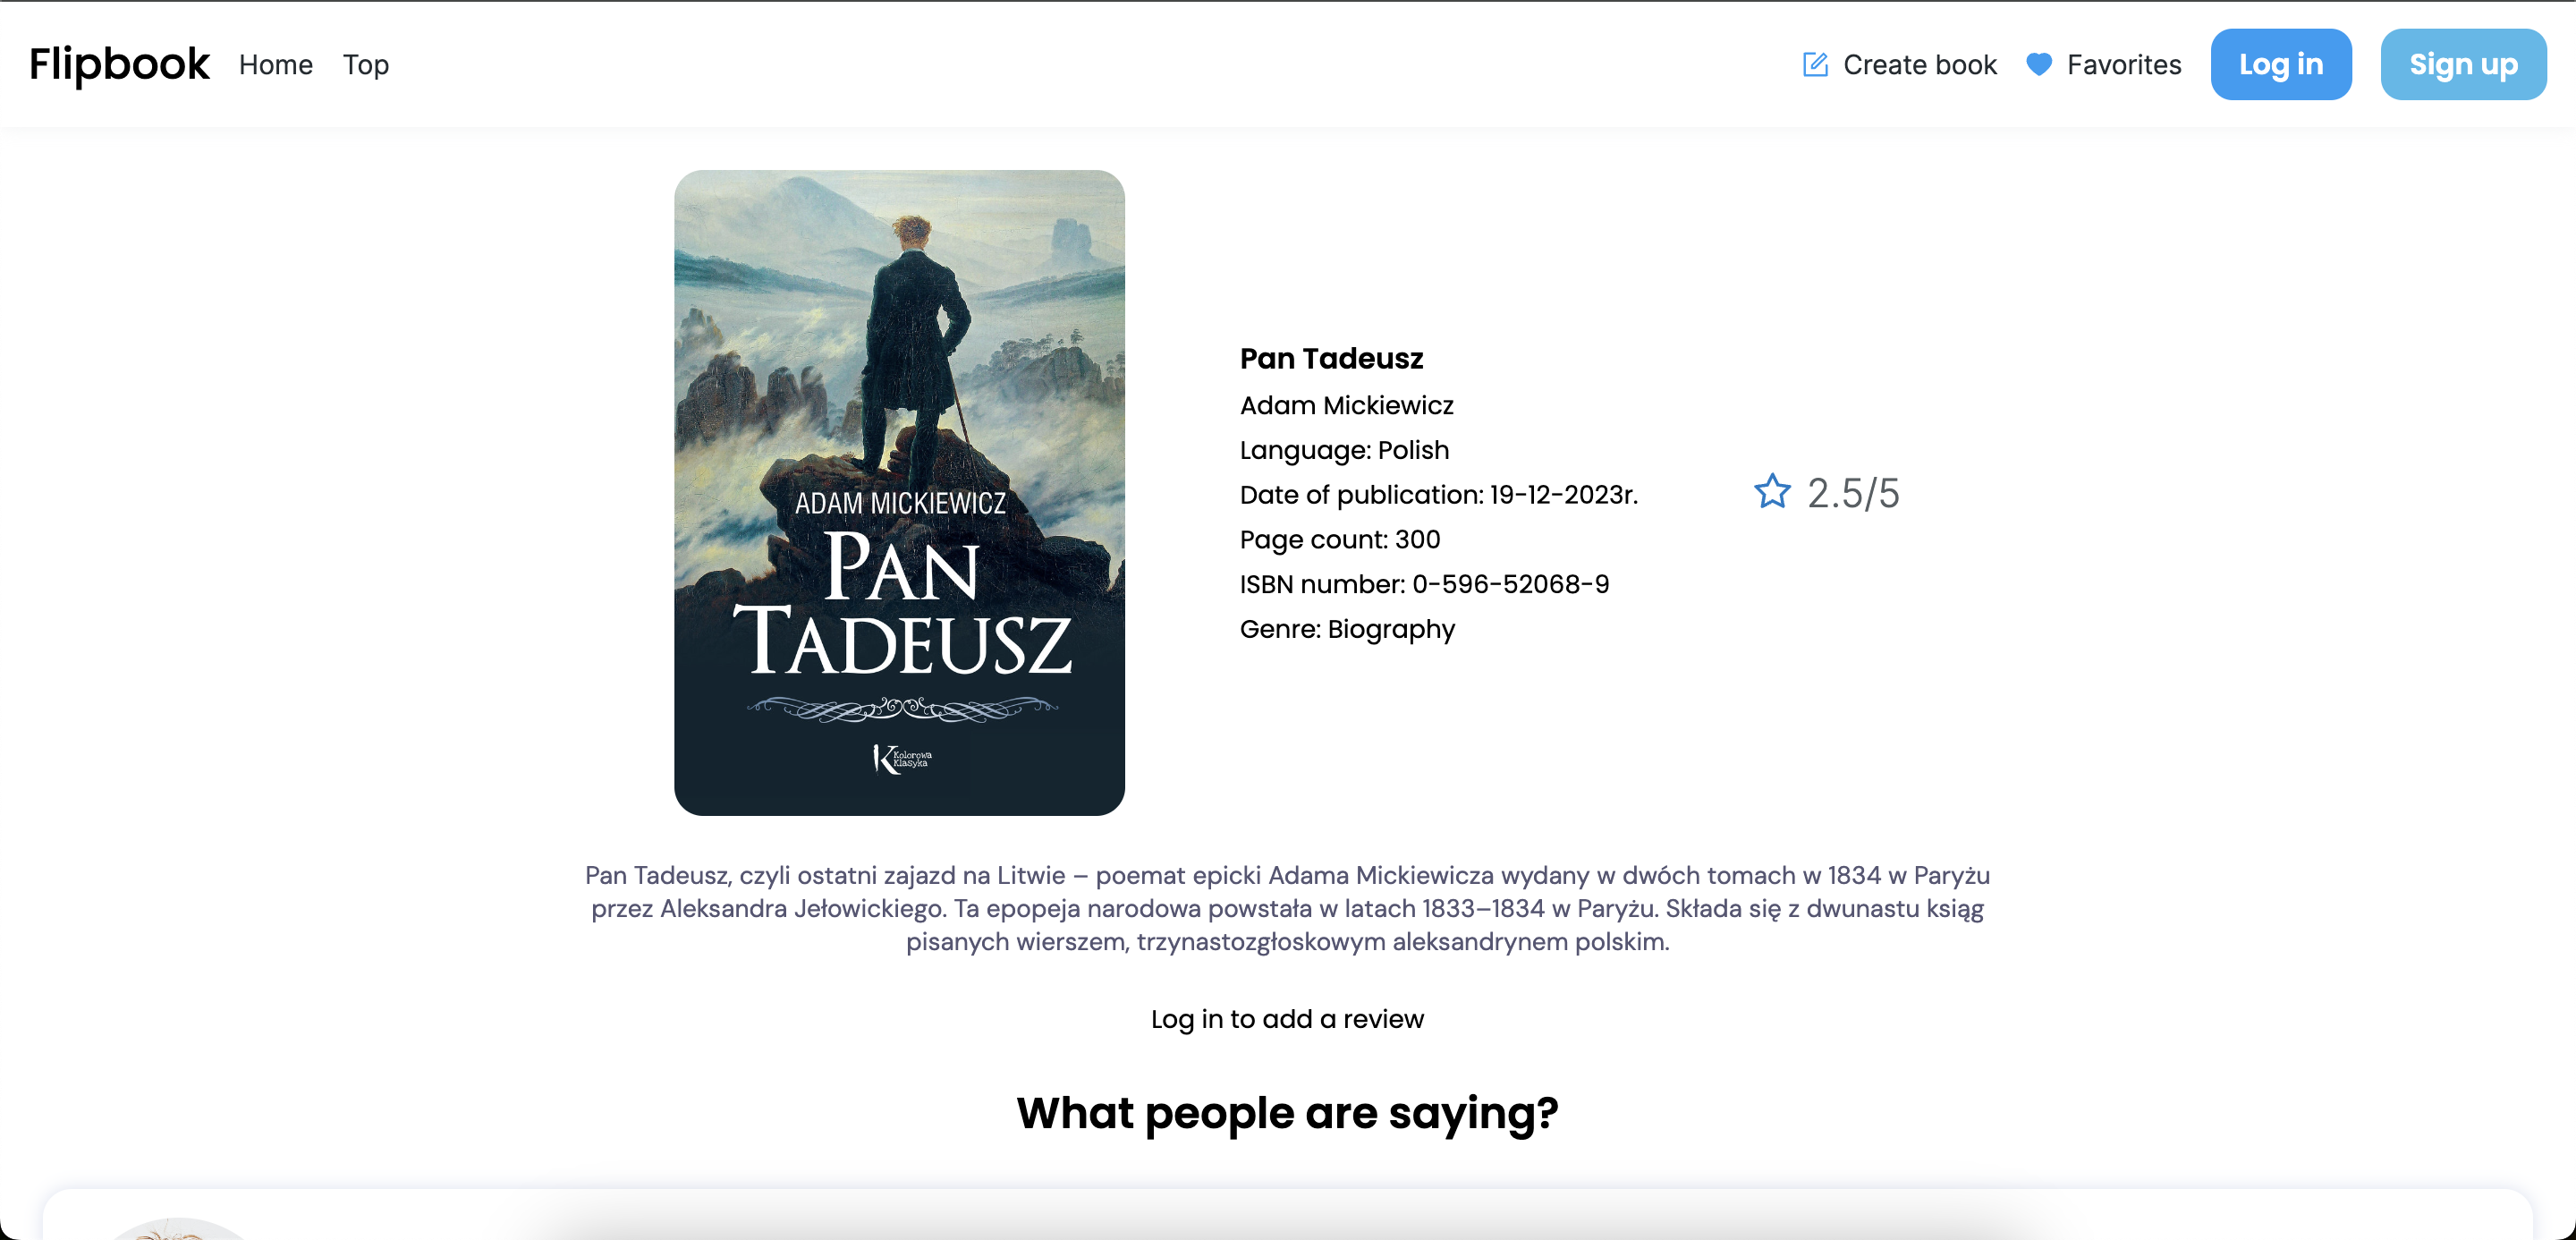 Flipbook Home Top Create book Favorites Log in Sign up
ADAM MICKIEWICZ
PAN
TADEUSZ
Kolorowa
Klasyka
Pan Tadeusz
Adam Mickiewicz
Language: Polish
Date of publication: 19-12-2023r.
Page count: 300
ISBN number: 0-596-52068-9
Genre: Biography
2.5/5
Pan Tadeusz, czyli ostatni zajazd na Litwie – poemat epicki Adama Mickiewicza wydany w dwóch tomach w 1834 w Paryżu
przez Aleksandra Jełowickiego. Ta epopeja narodowa powstała w latach 1833–1834 w Paryżu. Składa się z dwunastu ksiąg
pisanych wierszem, trzynastozgłoskowym aleksandrynem polskim.
Log in to add a review
What people are saying?